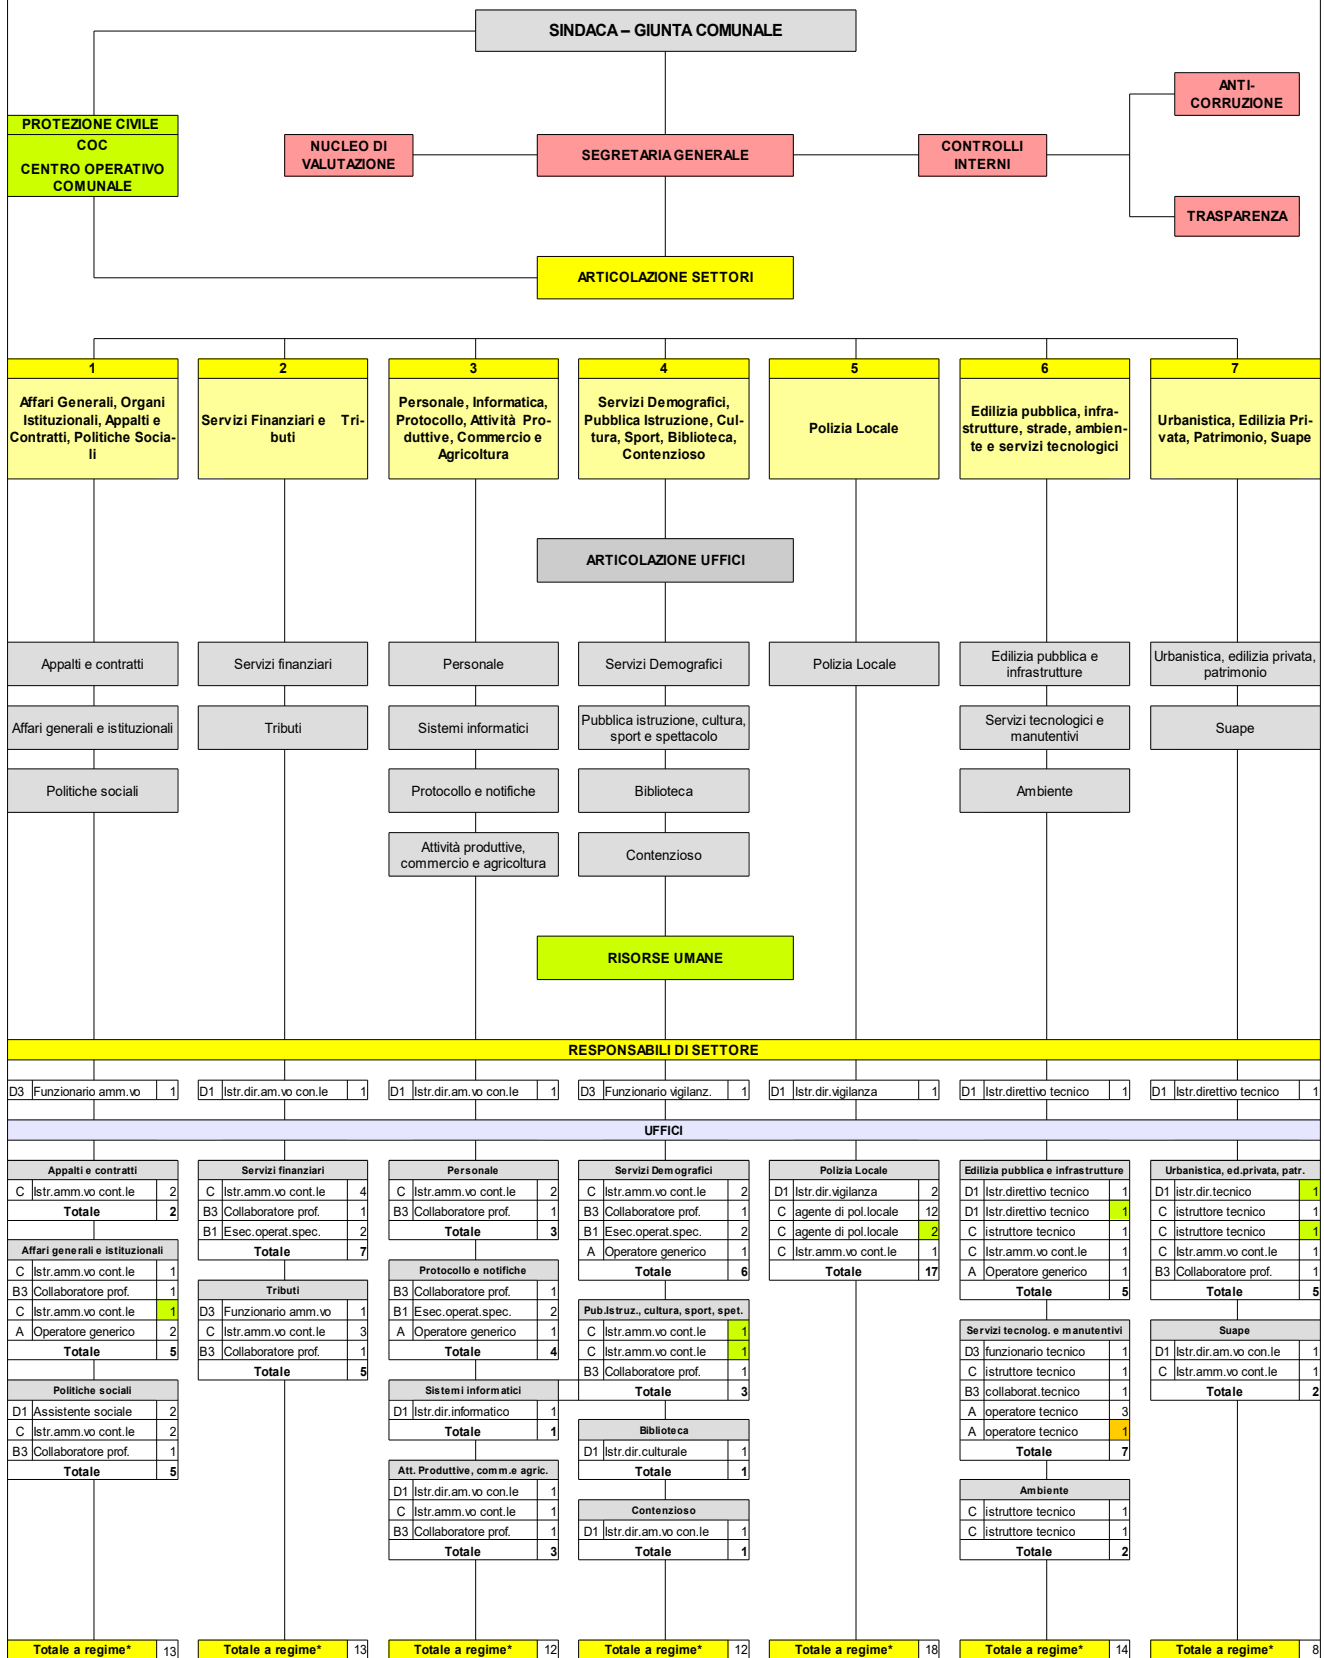 SINDACA – GIUNTA COMUNALE
ANTI-
CORRUZIONE
PROTEZIONE CIVILE
COC
CENTRO OPERATIVO
COMUNALE
NUCLEO DI
VALUTAZIONE
SEGRETARIA GENERALE
CONTROLLI
INTERNI
TRASPARENZA
ARTICOLAZIONE SETTORI
1
Affari Generali, Organi
Istituzionali, Appalti e
Contratti, Politiche Socia-
li
2
Servizi Finanziari e Tri-
buti
3
Personale, Informatica,
Protocollo, Attività Pro-
duttive, Commercio e
Agricoltura
4
Servizi Demografici,
Pubblica Istruzione, Cul-
tura, Sport, Biblioteca,
Contenzioso
5
Polizia Locale
6
Edilizia pubblica, infra-
strutture, strade, ambien-
te e servizi tecnologici
7
Urbanistica, Edilizia Pri-
vata, Patrimonio, Suape
ARTICOLAZIONE UFFICI
Appalti e contratti
Servizi finanziari
Personale
Servizi Demografici
Polizia Locale
Edilizia pubblica e
infrastrutture
Urbanistica, edilizia privata,
patrimonio
Affari generali e istituzionali
Tributi
Sistemi informatici
Pubblica istruzione, cultura,
sport e spettacolo
Servizi tecnologici e
manutentivi
Suape
Politiche sociali
Protocollo e notifiche
Biblioteca
Ambiente
Attività produttive,
commercio e agricoltura
Contenzioso
RISORSE UMANE
RESPONSABILI DI SETTORE
D3 Funzionario amm.vo 1
D1 Istr.dir.am.vo con.le 1
D1 Istr.dir.am.vo con.le 1
D3 Funzionario vigilanz. 1
D1 Istr.dir.vigilanza 1
D1 Istr.direttivo tecnico 1
D1 Istr.direttivo tecnico 1
UFFICI
Appalti e contratti
C Istr.amm.vo cont.le 2
Totale 2
Affari generali e istituzionali
C Istr.amm.vo cont.le 1
B3 Collaboratore prof. 1
C Istr.amm.vo cont.le 1
A Operatore generico 2
Totale 5
Politiche sociali
D1 Assistente sociale 2
C Istr.amm.vo cont.le 2
B3 Collaboratore prof. 1
Totale 5
Servizi finanziari
C Istr.amm.vo cont.le 4
B3 Collaboratore prof. 1
B1 Esec.operat.spec. 2
Totale 7
Tributi
D3 Funzionario amm.vo 1
C Istr.amm.vo cont.le 3
B3 Collaboratore prof. 1
Totale 5
Personale
C Istr.amm.vo cont.le 2
B3 Collaboratore prof. 1
Totale 3
Protocollo e notifiche
B3 Collaboratore prof. 1
B1 Esec.operat.spec. 2
A Operatore generico 1
Totale 4
Sistemi informatici
D1 Istr.dir.informatico 1
Totale 1
Att. Produttive, comm.e agric.
D1 Istr.dir.am.vo con.le 1
C Istr.amm.vo cont.le 1
B3 Collaboratore prof. 1
Totale 3
Servizi Demografici
C Istr.amm.vo cont.le 2
B3 Collaboratore prof. 1
B1 Esec.operat.spec. 2
A Operatore generico 1
Totale 6
Pub.Istruz., cultura, sport, spet.
C Istr.amm.vo cont.le 1
C Istr.amm.vo cont.le 1
B3 Collaboratore prof. 1
Totale 3
Biblioteca
D1 Istr.dir.culturale 1
Totale 1
Contenzioso
D1 Istr.dir.am.vo con.le 1
Totale 1
Polizia Locale
D1 Istr.dir.vigilanza 2
C agente di pol.locale 12
C agente di pol.locale 2
C Istr.amm.vo cont.le 1
Totale 17
Edilizia pubblica e infrastrutture
D1 Istr.direttivo tecnico 1
D1 Istr.direttivo tecnico 1
C istruttore tecnico 1
C Istr.amm.vo cont.le 1
A Operatore generico 1
Totale 5
Servizi tecnolog. e manutentivi
D3 funzionario tecnico 1
C istruttore tecnico 1
B3 collaborat.tecnico 1
A operatore tecnico 3
A operatore tecnico 1
Totale 7
Ambiente
C istruttore tecnico 1
C istruttore tecnico 1
Totale 2
Urbanistica, ed.privata, patr.
D1 istr.dir.tecnico 1
C istruttore tecnico 1
C istruttore tecnico 1
C Istr.amm.vo cont.le 1
B3 Collaboratore prof. 1
Totale 5
Suape
D1 Istr.dir.am.vo con.le 1
C Istr.amm.vo cont.le 1
Totale 2
Totale a regime* 13
Totale a regime* 13
Totale a regime* 12
Totale a regime* 12
Totale a regime* 18
Totale a regime* 14
Totale a regime* 8